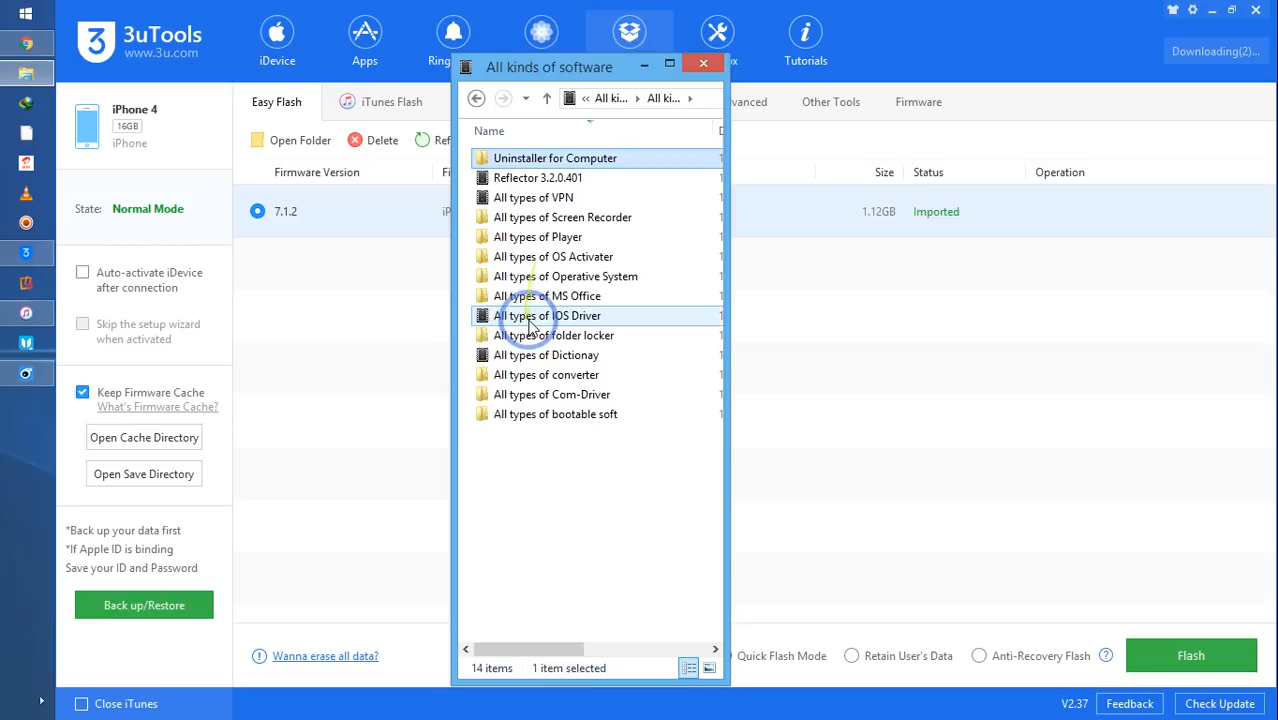 3 3uTools
www.3u.com
iDevice
Apps
Ring
ox
i
Tutorials
Downloading(2)...
All kinds of software
« All ki... All ki...
Easy Flash
iTunes Flash
vanced
Other Tools
Firmware
iPhone 4
16GB
iPhone
Open Folder
Delete
Ref
Name
Firmware Version
Fi
Size
Status
Operation
State: Normal Mode
7.1.2
iP
1.12GB
Imported
Uninstaller for Computer
Reflector 3.2.0.401
All types of VPN
All types of Screen Recorder
All types of Player
All types of OS Activater
All types of Operative System
All types of MS Office
All types of IOS Driver
All types of folder locker
All types of Dictionay
All types of converter
All types of Com-Driver
All types of bootable soft
Auto-activate iDevice
after connection
Skip the setup wizard
when activated
Keep Firmware Cache
What's Firmware Cache?
Open Cache Directory
Open Save Directory
*Back up your data first
*If Apple ID is binding
Save your ID and Password
Back up/Restore
! Wanna erase all data?
14 items
1 item selected
Quick Flash Mode
Retain User's Data
Anti-Recovery Flash
?
Flash
Close iTunes
V2.37
Feedback
Check Update